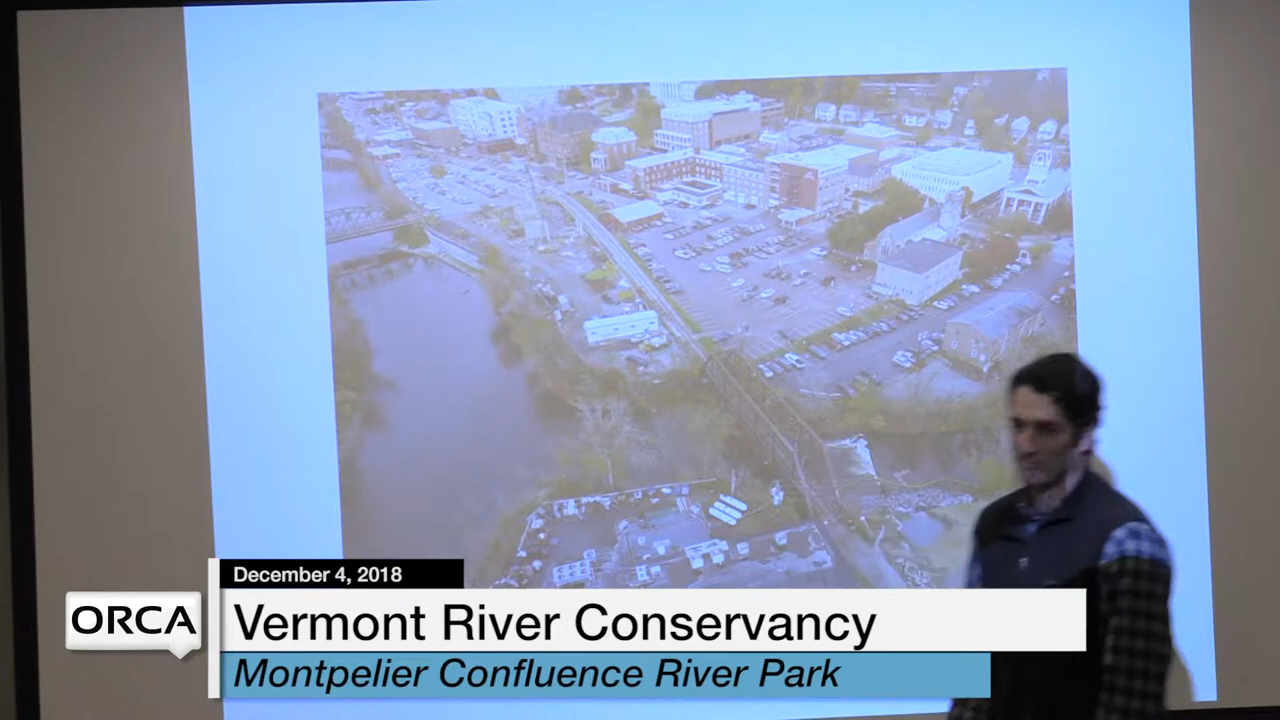 December 4, 2018
ORCA
Vermont River Conservancy
Montpelier Confluence River Park